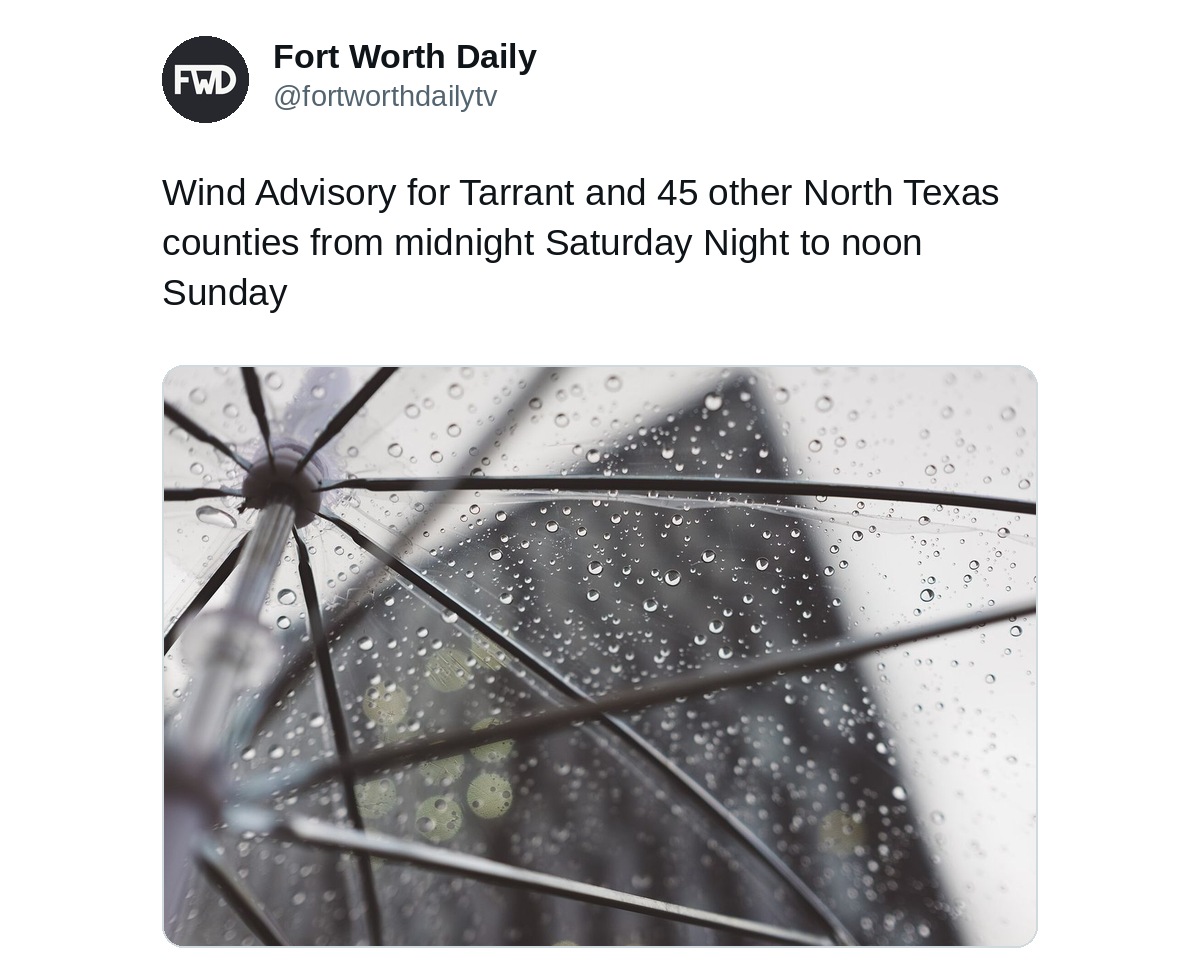 FWD
Fort Worth Daily
@fortworthdailytv
Wind Advisory for Tarrant and 45 other North Texas
counties from midnight Saturday Night to noon
Sunday